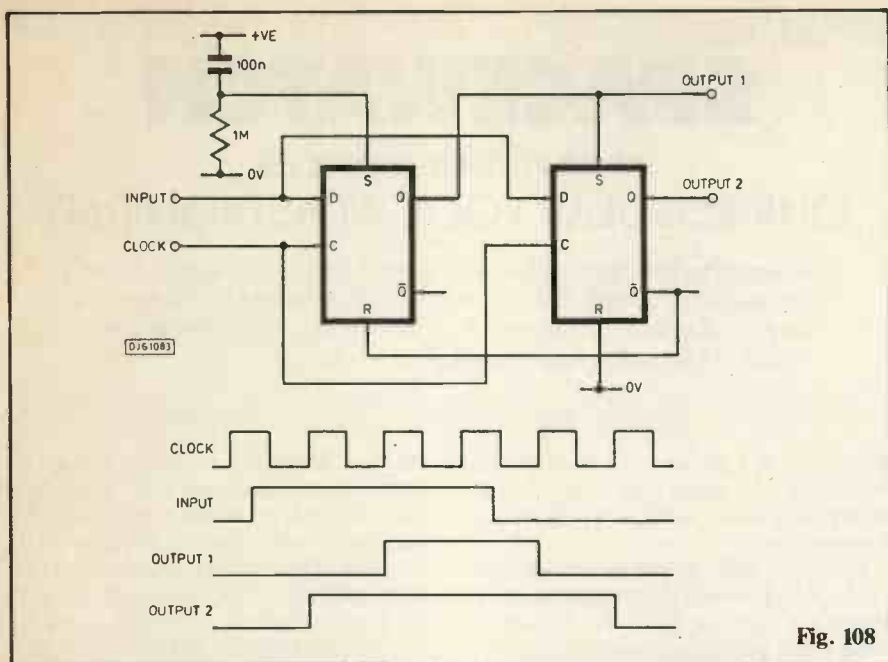 +VE
100n
OUTPUT 1
1M
0V
S
S
INPUT
D
Q
D
Q
OUTPUT 2
CLOCK
C
C
Q̅
Q̅
R
R
DJ61083
0V
CLOCK
INPUT
OUTPUT 1
OUTPUT 2
Fig. 108